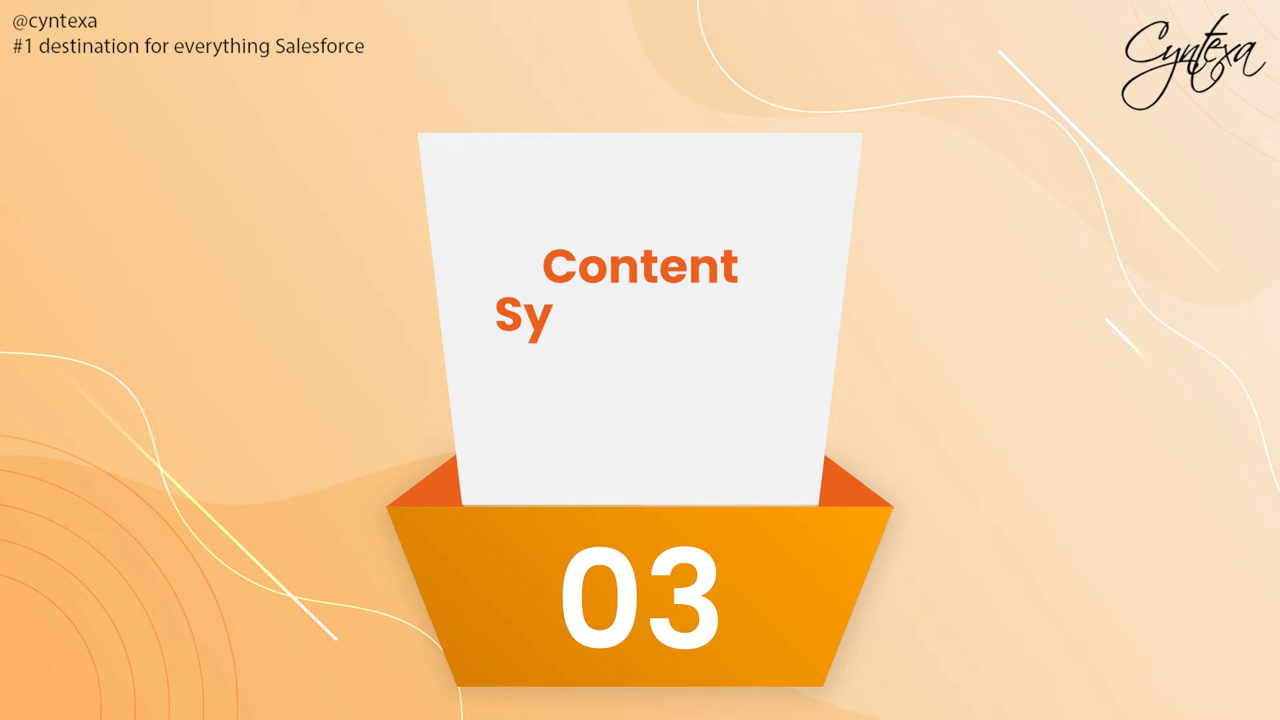 @cyntexa
#1 destination for everything Salesforce
Cyntexa
Content
Sy
03